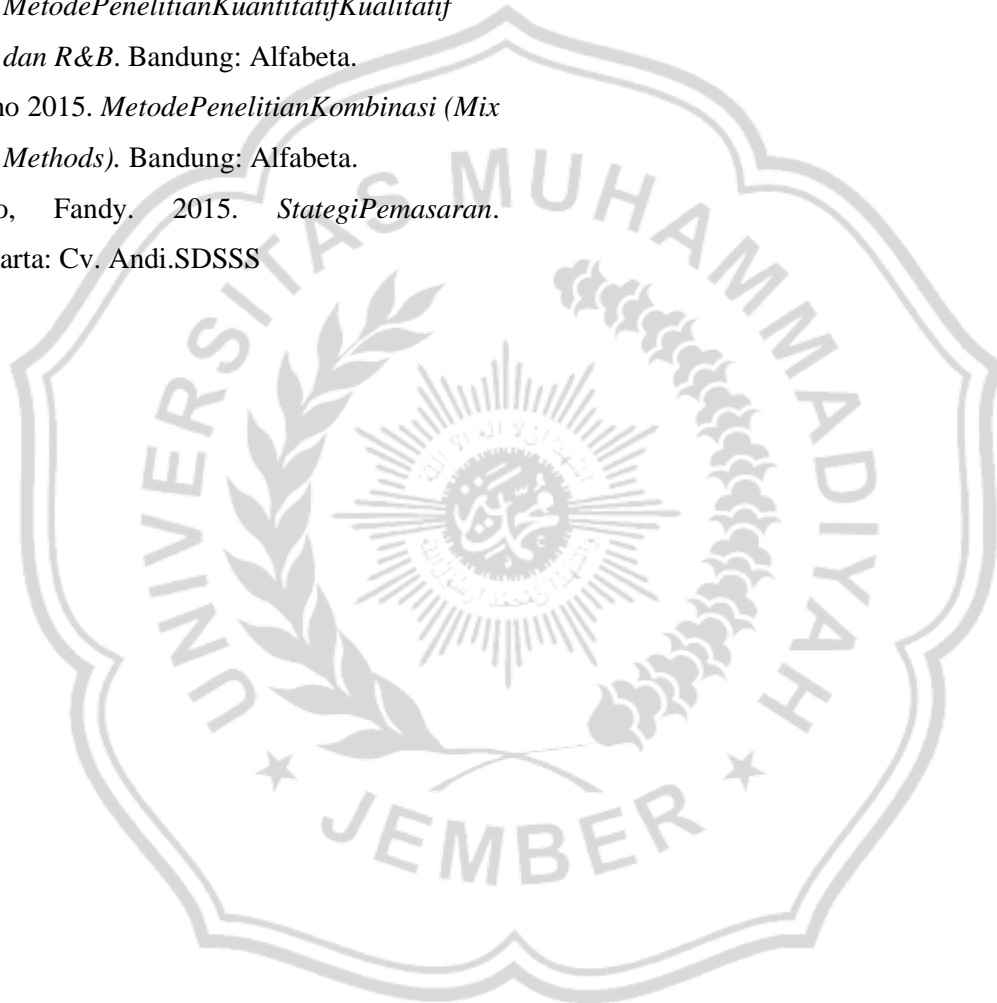 MetodePenelitianKuantitatifKualitatif
dan R&B. Bandung: Alfabeta.
no 2015. MetodePenelitianKombinasi (Mix
Methods). Bandung: Alfabeta.
o, Fandy. 2015. StategiPemasaran.
arta: Cv. Andi.SDSSS
UNIVERSITAS MUHAMMADIYAH
JEMBER